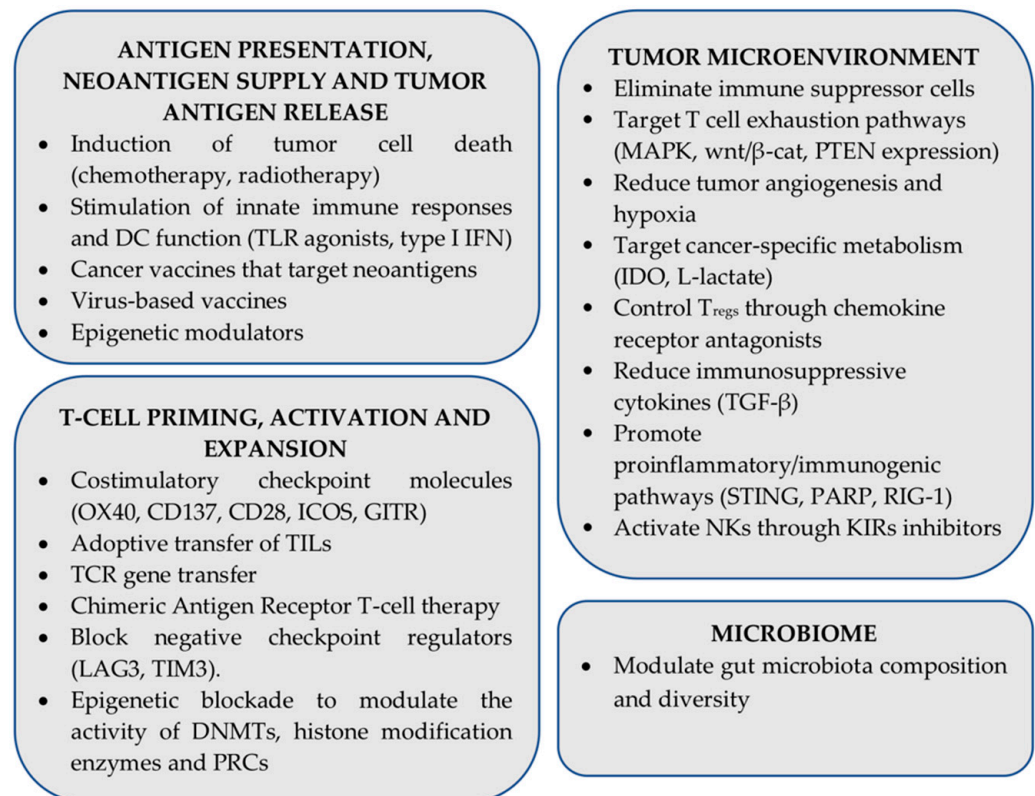 ANTIGEN PRESENTATION,
NEOANTIGEN SUPPLY AND TUMOR
ANTIGEN RELEASE
• Induction of tumor cell death
(chemotherapy, radiotherapy)
• Stimulation of innate immune responses
and DC function (TLR agonists, type I IFN)
• Cancer vaccines that target neoantigens
• Virus-based vaccines
• Epigenetic modulators
T-CELL PRIMING, ACTIVATION AND
EXPANSION
• Costimulatory checkpoint molecules
(OX40, CD137, CD28, ICOS, GITR)
• Adoptive transfer of TILs
• TCR gene transfer
• Chimeric Antigen Receptor T-cell therapy
• Block negative checkpoint regulators
(LAG3, TIM3).
• Epigenetic blockade to modulate the
activity of DNMTs, histone modification
enzymes and PRCs
TUMOR MICROENVIRONMENT
• Eliminate immune suppressor cells
• Target T cell exhaustion pathways
(MAPK, wnt/β-cat, PTEN expression)
• Reduce tumor angiogenesis and
hypoxia
• Target cancer-specific metabolism
(IDO, L-lactate)
• Control Tregs through chemokine
receptor antagonists
• Reduce immunosuppressive
cytokines (TGF-β)
• Promote
proinflammatory/immunogenic
pathways (STING, PARP, RIG-1)
• Activate NKs through KIRs inhibitors
MICROBIOME
• Modulate gut microbiota composition
and diversity